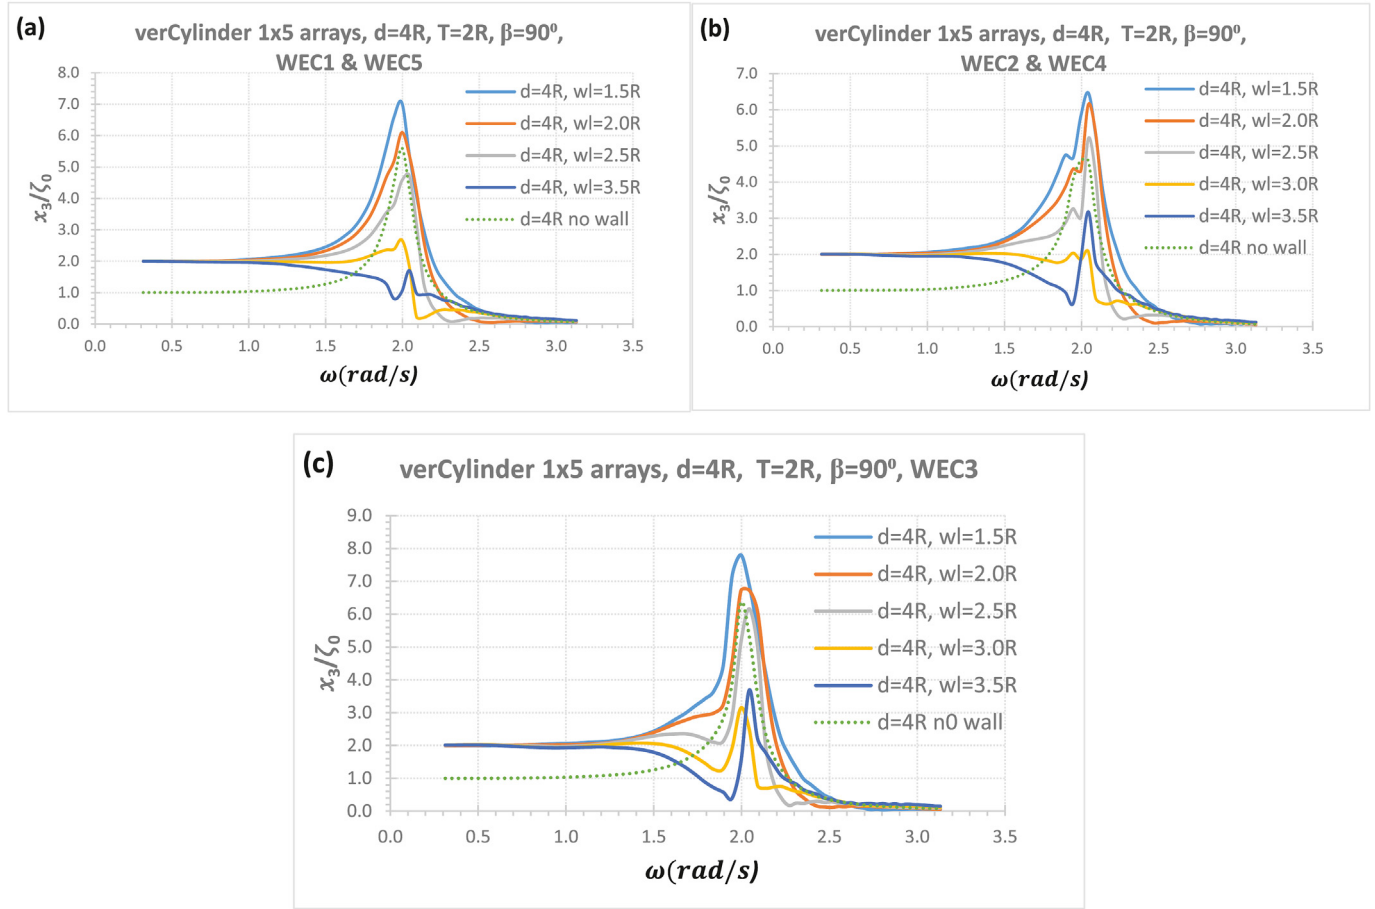 (a)
verCylinder 1x5 arrays, d=4R, T=2R, β=90⁰,
WEC1 & WEC5
8.0
7.0
6.0
5.0
4.0
3.0
2.0
1.0
0.0
x₃/ζ₀
d=4R, wl=1.5R
d=4R, wl=2.0R
d=4R, wl=2.5R
d=4R, wl=3.5R
d=4R no wall
0.0 0.5 1.0 1.5 2.0 2.5 3.0 3.5
ω(rad/s)
(b)
verCylinder 1x5 arrays, d=4R, T=2R, β=90⁰,
WEC2 & WEC4
7.0
6.0
5.0
4.0
3.0
2.0
1.0
0.0
x₃/ζ₀
d=4R, wl=1.5R
d=4R, wl=2.0R
d=4R, wl=2.5R
d=4R, wl=3.0R
d=4R, wl=3.5R
d=4R no wall
0.0 0.5 1.0 1.5 2.0 2.5 3.0 3.5
ω(rad/s)
(c)
verCylinder 1x5 arrays, d=4R, T=2R, β=90⁰, WEC3
9.0
8.0
7.0
6.0
5.0
4.0
3.0
2.0
1.0
0.0
x₃/ζ₀
d=4R, wl=1.5R
d=4R, wl=2.0R
d=4R, wl=2.5R
d=4R, wl=3.0R
d=4R, wl=3.5R
d=4R n0 wall
0.0 0.5 1.0 1.5 2.0 2.5 3.0 3.5
ω(rad/s)